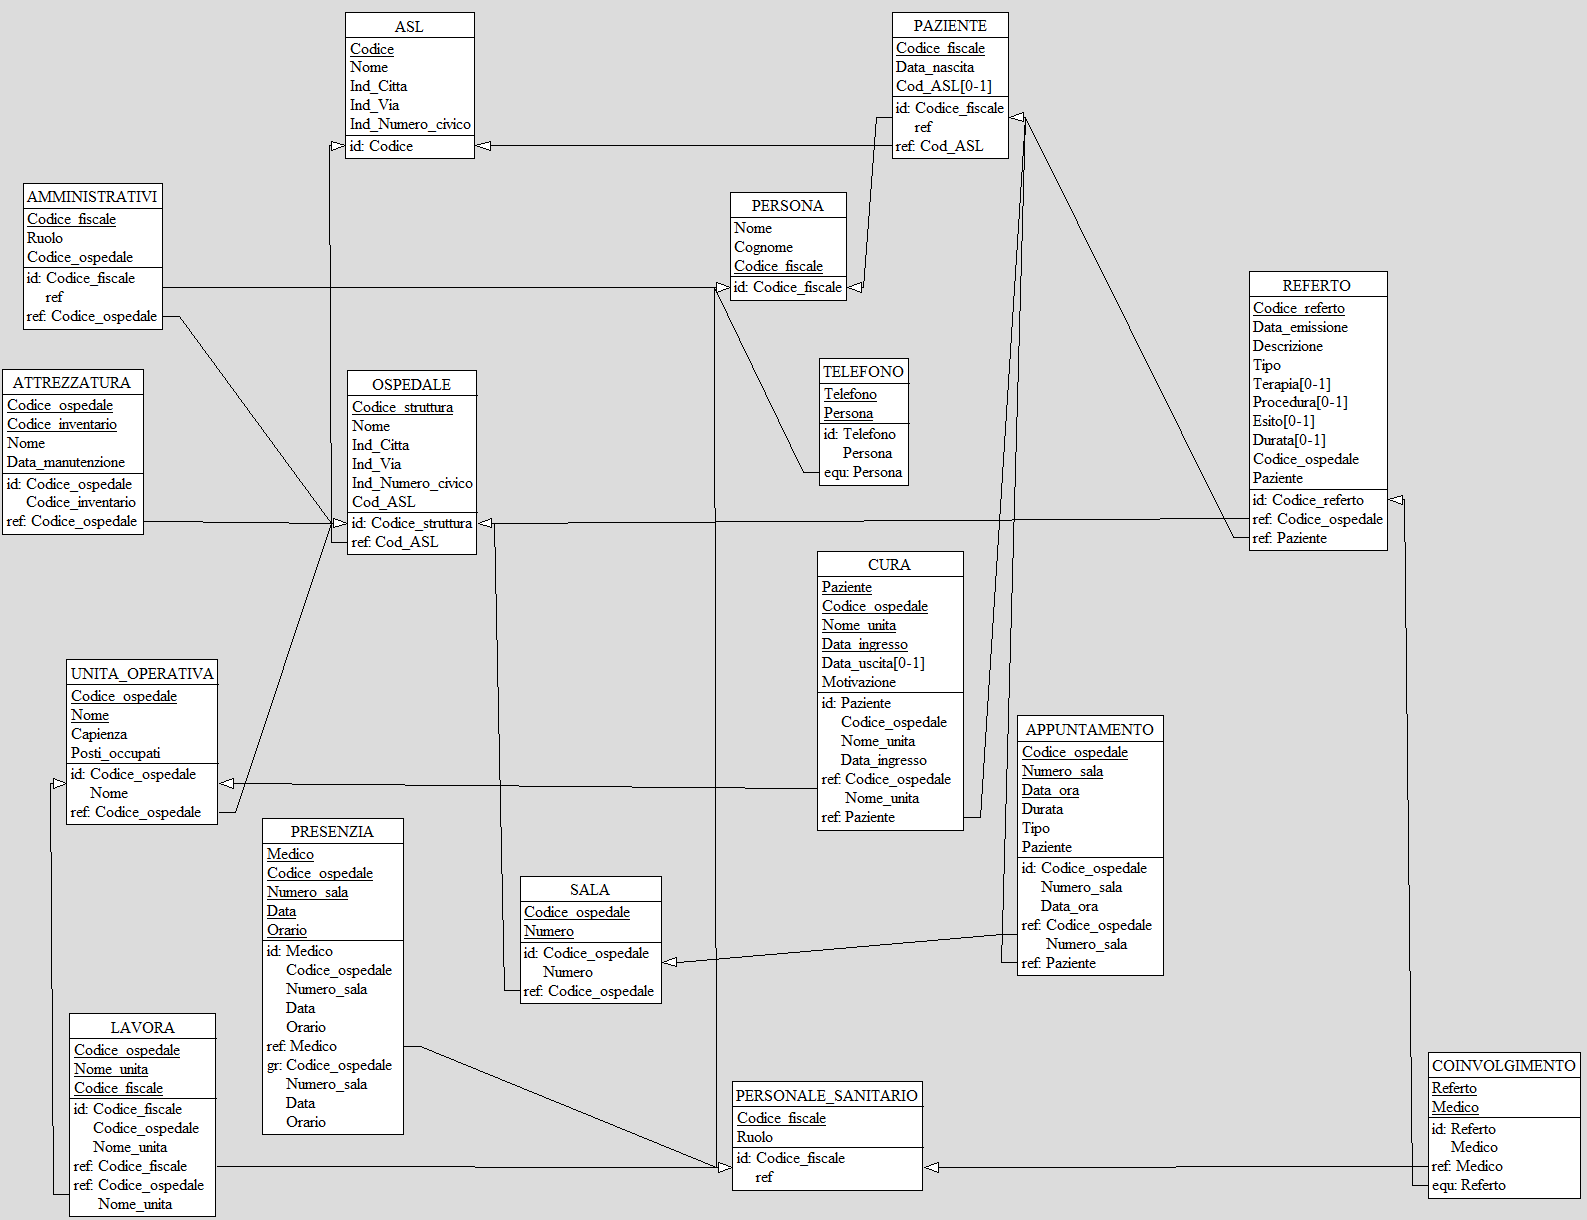 ASL
Codice
Nome
Ind_Citta
Ind_Via
Ind_Numero_civico
id: Codice
PAZIENTE
Codice_fiscale
Data_nascita
Cod_ASL[0-1]
id: Codice_fiscale
ref
ref: Cod_ASL
AMMINISTRATIVI
Codice_fiscale
Ruolo
Codice_ospedale
id: Codice_fiscale
ref
ref: Codice_ospedale
PERSONA
Nome
Cognome
Codice_fiscale
id: Codice_fiscale
REFERTO
Codice_referto
Data_emissione
Descrizione
Tipo
Terapia[0-1]
Procedura[0-1]
Esito[0-1]
Durata[0-1]
Codice_ospedale
Paziente
id: Codice_referto
ref: Codice_ospedale
ref: Paziente
TELEFONO
Telefono
Persona
id: Telefono
Persona
equ: Persona
ATTREZZATURA
Codice_ospedale
Codice_inventario
Nome
Data_manutenzione
id: Codice_ospedale
Codice_inventario
ref: Codice_ospedale
OSPEDALE
Codice_struttura
Nome
Ind_Citta
Ind_Via
Ind_Numero_civico
Cod_ASL
id: Codice_struttura
ref: Cod_ASL
CURA
Paziente
Codice_ospedale
Nome_unita
Data_ingresso
Data_uscita[0-1]
Motivazione
id: Paziente
Codice_ospedale
Nome_unita
Data_ingresso
ref: Codice_ospedale
Nome_unita
ref: Paziente
UNITA_OPERATIVA
Codice_ospedale
Nome
Capienza
Posti_occupati
id: Codice_ospedale
Nome
ref: Codice_ospedale
APPUNTAMENTO
Codice_ospedale
Numero_sala
Data_ora
Durata
Tipo
Paziente
id: Codice_ospedale
Numero_sala
Data_ora
ref: Codice_ospedale
Numero_sala
ref: Paziente
PRESENZIA
Medico
Codice_ospedale
Numero_sala
Data
Orario
id: Medico
Codice_ospedale
Numero_sala
Data
Orario
ref: Medico
gr: Codice_ospedale
Numero_sala
Data
Orario
SALA
Codice_ospedale
Numero
id: Codice_ospedale
Numero
ref: Codice_ospedale
LAVORA
Codice_ospedale
Nome_unita
Codice_fiscale
id: Codice_fiscale
Codice_ospedale
Nome_unita
ref: Codice_fiscale
ref: Codice_ospedale
Nome_unita
PERSONALE_SANITARIO
Codice_fiscale
Ruolo
id: Codice_fiscale
ref
COINVOLGIMENTO
Referto
Medico
id: Referto
Medico
ref: Medico
equ: Referto